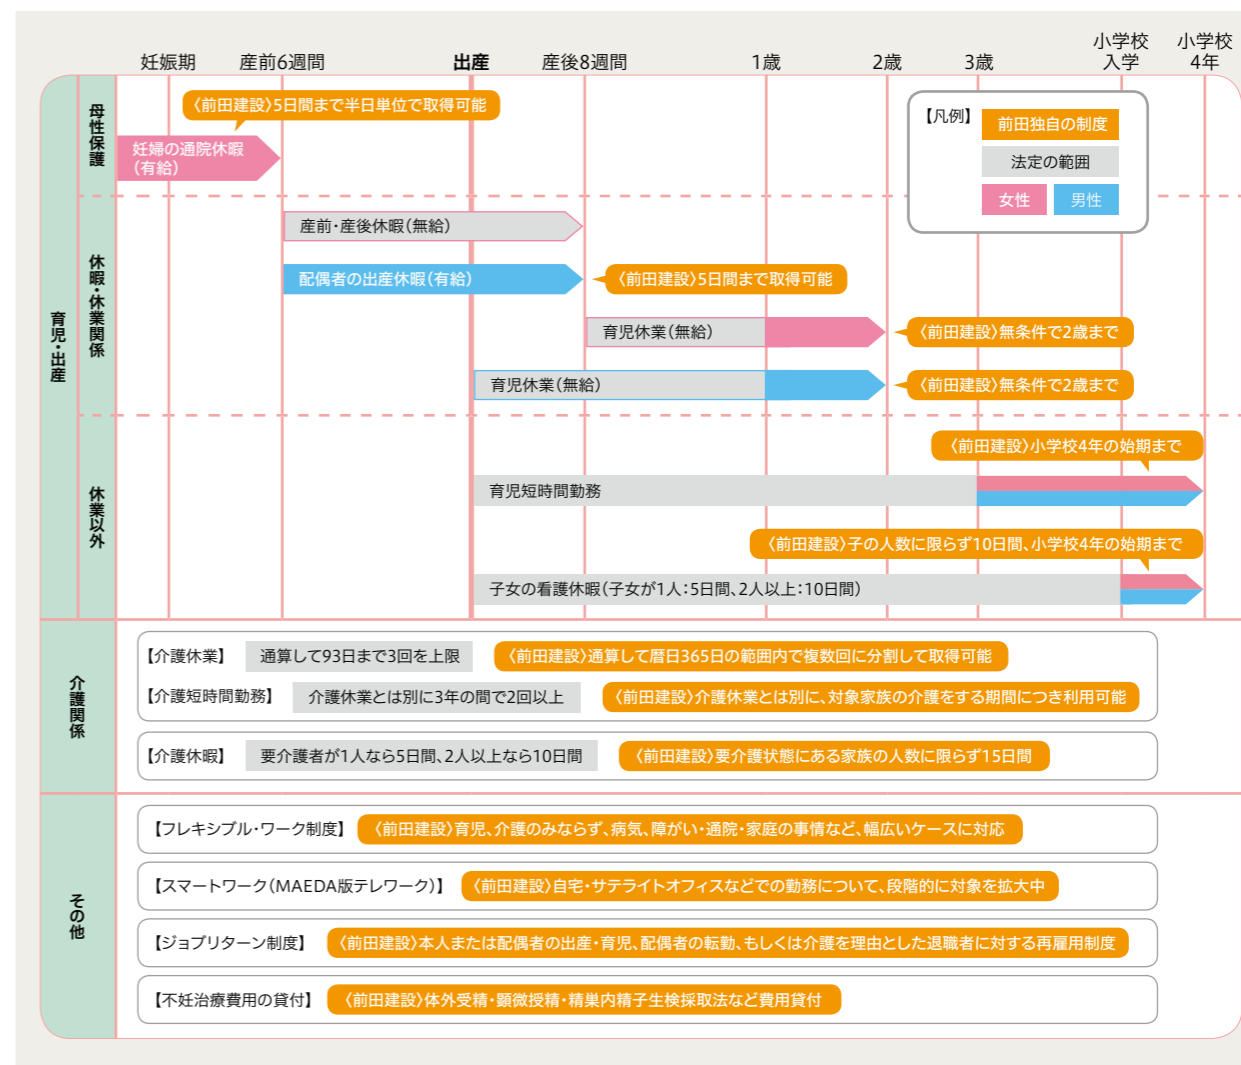 妊娠期
産前6週間
出産
産後8週間
1歳
2歳
3歳
小学校
入学
小学校
4年
【凡例】
前田独自の制度
法定の範囲
女性
男性
育児・出産
母性保護
〈前田建設〉5日間まで半日単位で取得可能
妊婦の通院休暇
(有給)
休暇・休業関係
産前・産後休暇(無給)
配偶者の出産休暇(有給)
〈前田建設〉5日間まで取得可能
育児休業(無給)
〈前田建設〉無条件で2歳まで
育児休業(無給)
〈前田建設〉無条件で2歳まで
休業以外
〈前田建設〉小学校4年の始期まで
育児短時間勤務
〈前田建設〉子の人数に限らず10日間、小学校4年の始期まで
子女の看護休暇(子女が1人:5日間、2人以上:10日間)
介護関係
【介護休業】 通算して93日まで3回を上限 〈前田建設〉通算して暦日365日の範囲内で複数回に分割して取得可能
【介護短時間勤務】 介護休業とは別に3年の間で2回以上 〈前田建設〉介護休業とは別に、対象家族の介護をする期間につき利用可能
【介護休暇】 要介護者が1人なら5日間、2人以上なら10日間 〈前田建設〉要介護状態にある家族の人数に限らず15日間
その他
【フレキシブル・ワーク制度】 〈前田建設〉育児、介護のみならず、病気、障がい・通院・家庭の事情など、幅広いケースに対応
【スマートワーク(MAEDA版テレワーク)】 〈前田建設〉自宅・サテライトオフィスなどでの勤務について、段階的に対象を拡大中
【ジョブリターン制度】 〈前田建設〉本人または配偶者の出産・育児、配偶者の転勤、もしくは介護を理由とした退職者に対する再雇用制度
【不妊治療費用の貸付】 〈前田建設〉体外受精・顕微授精・精巣内精子生検採取法など費用貸付